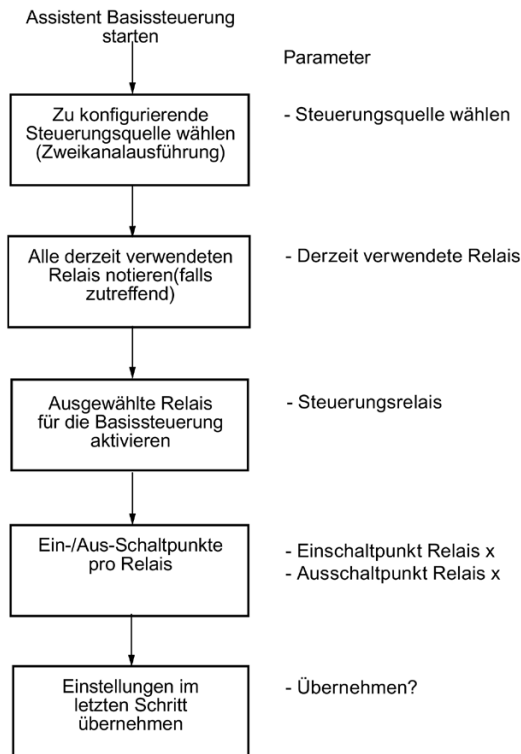 Assistent Basissteuerung
starten
Parameter
Zu konfigurierende
Steuerungsquelle wählen
(Zweikanalausführung)
- Steuerungsquelle wählen
Alle derzeit verwendeten
Relais notieren(falls
zutreffend)
- Derzeit verwendete Relais
Ausgewählte Relais
für die Basissteuerung
aktivieren
- Steuerungsrelais
Ein-/Aus-Schaltpunkte
pro Relais
- Einschaltpunkt Relais x
- Ausschaltpunkt Relais x
Einstellungen im
letzten Schritt
übernehmen
- Übernehmen?